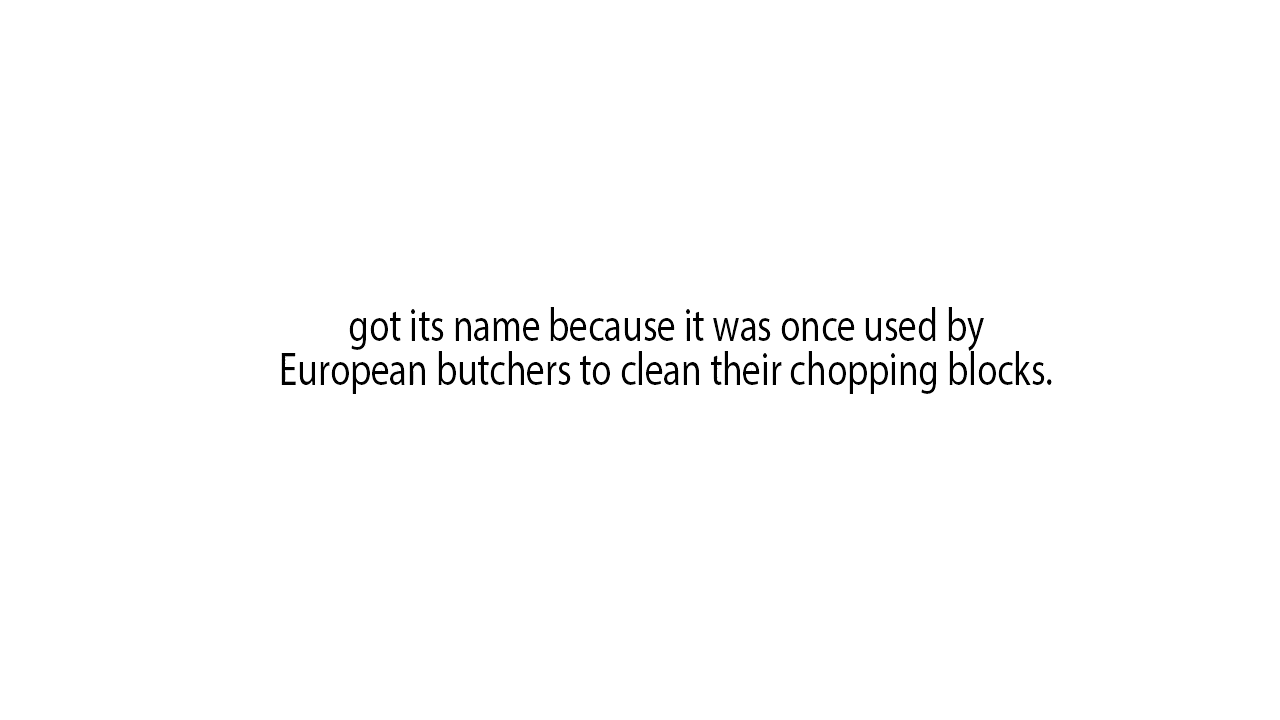 got its name because it was once used by
European butchers to clean their chopping blocks.